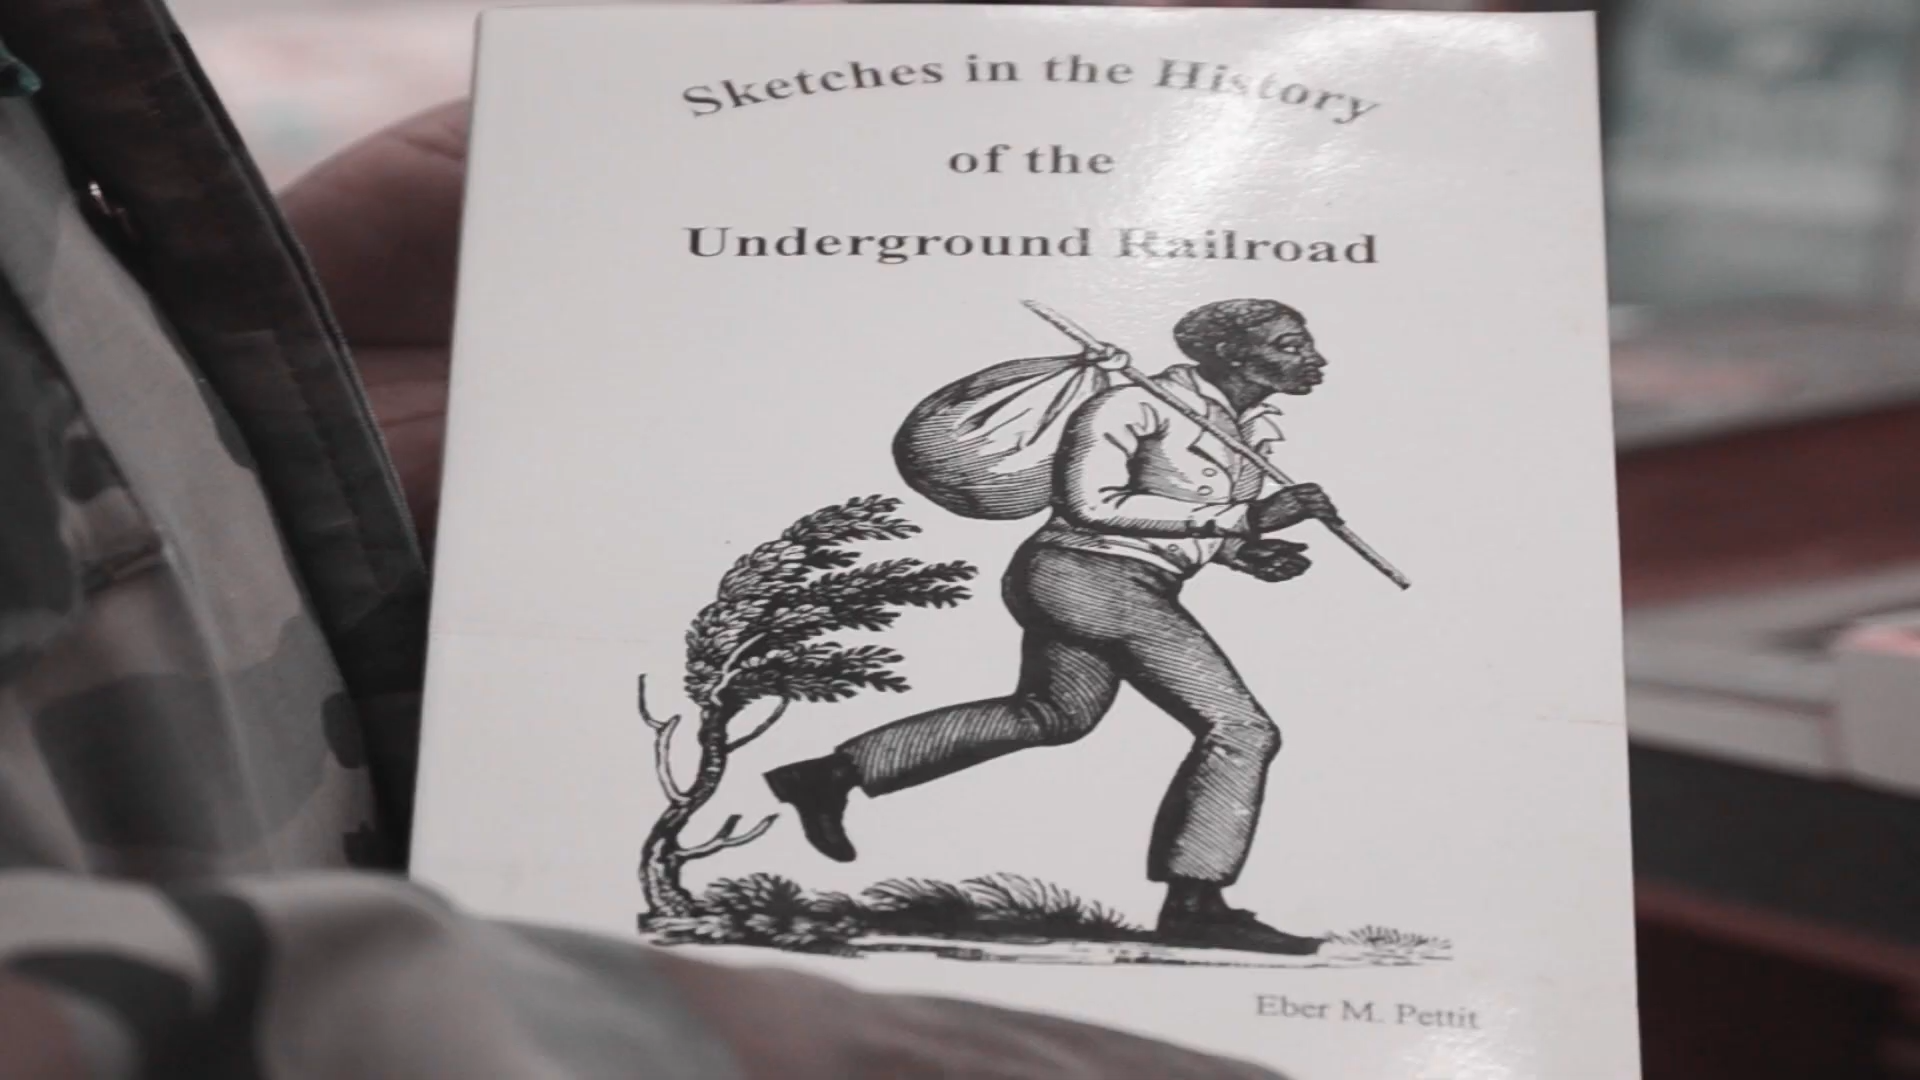 Sketches in the History
of the
Underground Railroad
Eber M. Pettit